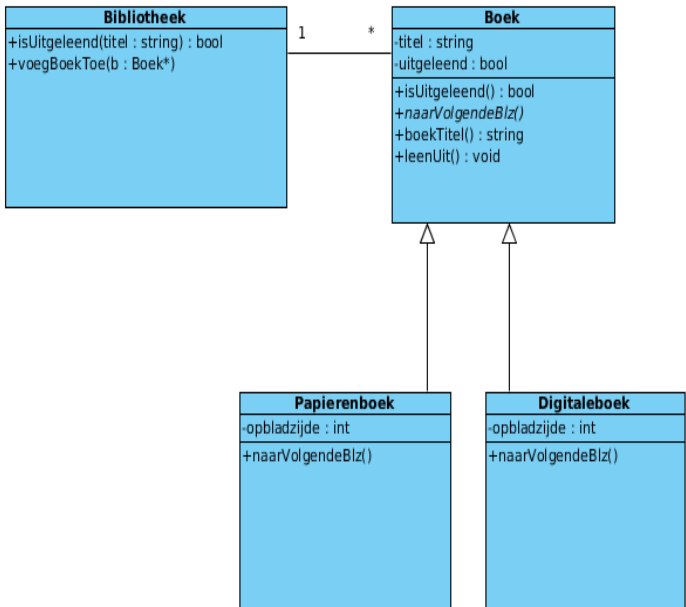 Bibliotheek
+isUitgeleend(titel : string) : bool
+voegBoekToe(b : Boek*)
1
*
Boek
-titel : string
-uitgeleend : bool
+isUitgeleend() : bool
+naarVolgendeBlz()
+boekTitel() : string
+leenUit() : void
Papierenboek
-opbladzijde : int
+naarVolgendeBlz()
Digitaleboek
-opbladzijde : int
+naarVolgendeBlz()